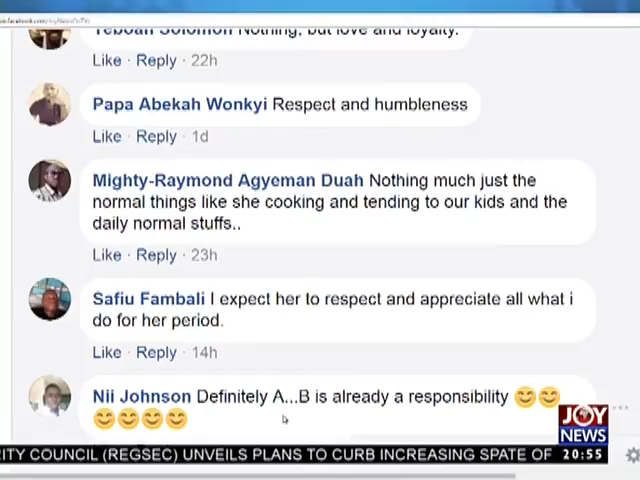 Yeboah Solomon Nothing, but love and loyalty.
Like · Reply · 22h
Papa Abekah Wonkyi Respect and humbleness
Like · Reply · 1d
Mighty-Raymond Agyeman Duah Nothing much just the
normal things like she cooking and tending to our kids and the
daily normal stuffs..
Like · Reply · 23h
Safiu Fambali I expect her to respect and appreciate all what i
do for her period.
Like · Reply · 14h
Nii Johnson Definitely A...B is already a responsibility 😊😊
😊😊😊😊
JOY
NEWS
ITY COUNCIL (REGSEC) UNVEILS PLANS TO CURB INCREASING SPATE OF
20:55